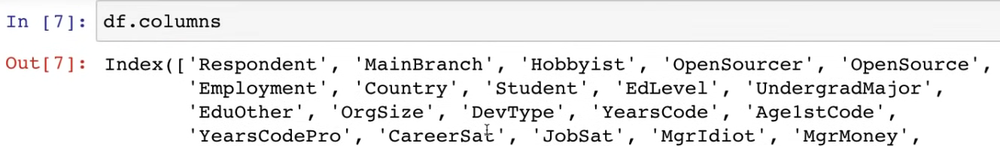 In [7]: df.columns
Out[7]: Index(['Respondent', 'MainBranch', 'Hobbyist', 'OpenSourcer', 'OpenSource',
'Employment', 'Country', 'Student', 'EdLevel', 'UndergradMajor',
'EduOther', 'OrgSize', 'DevType', 'YearsCode', 'Age1stCode',
'YearsCodePro', 'CareerSat', 'JobSat', 'MgrIdiot', 'MgrMoney',